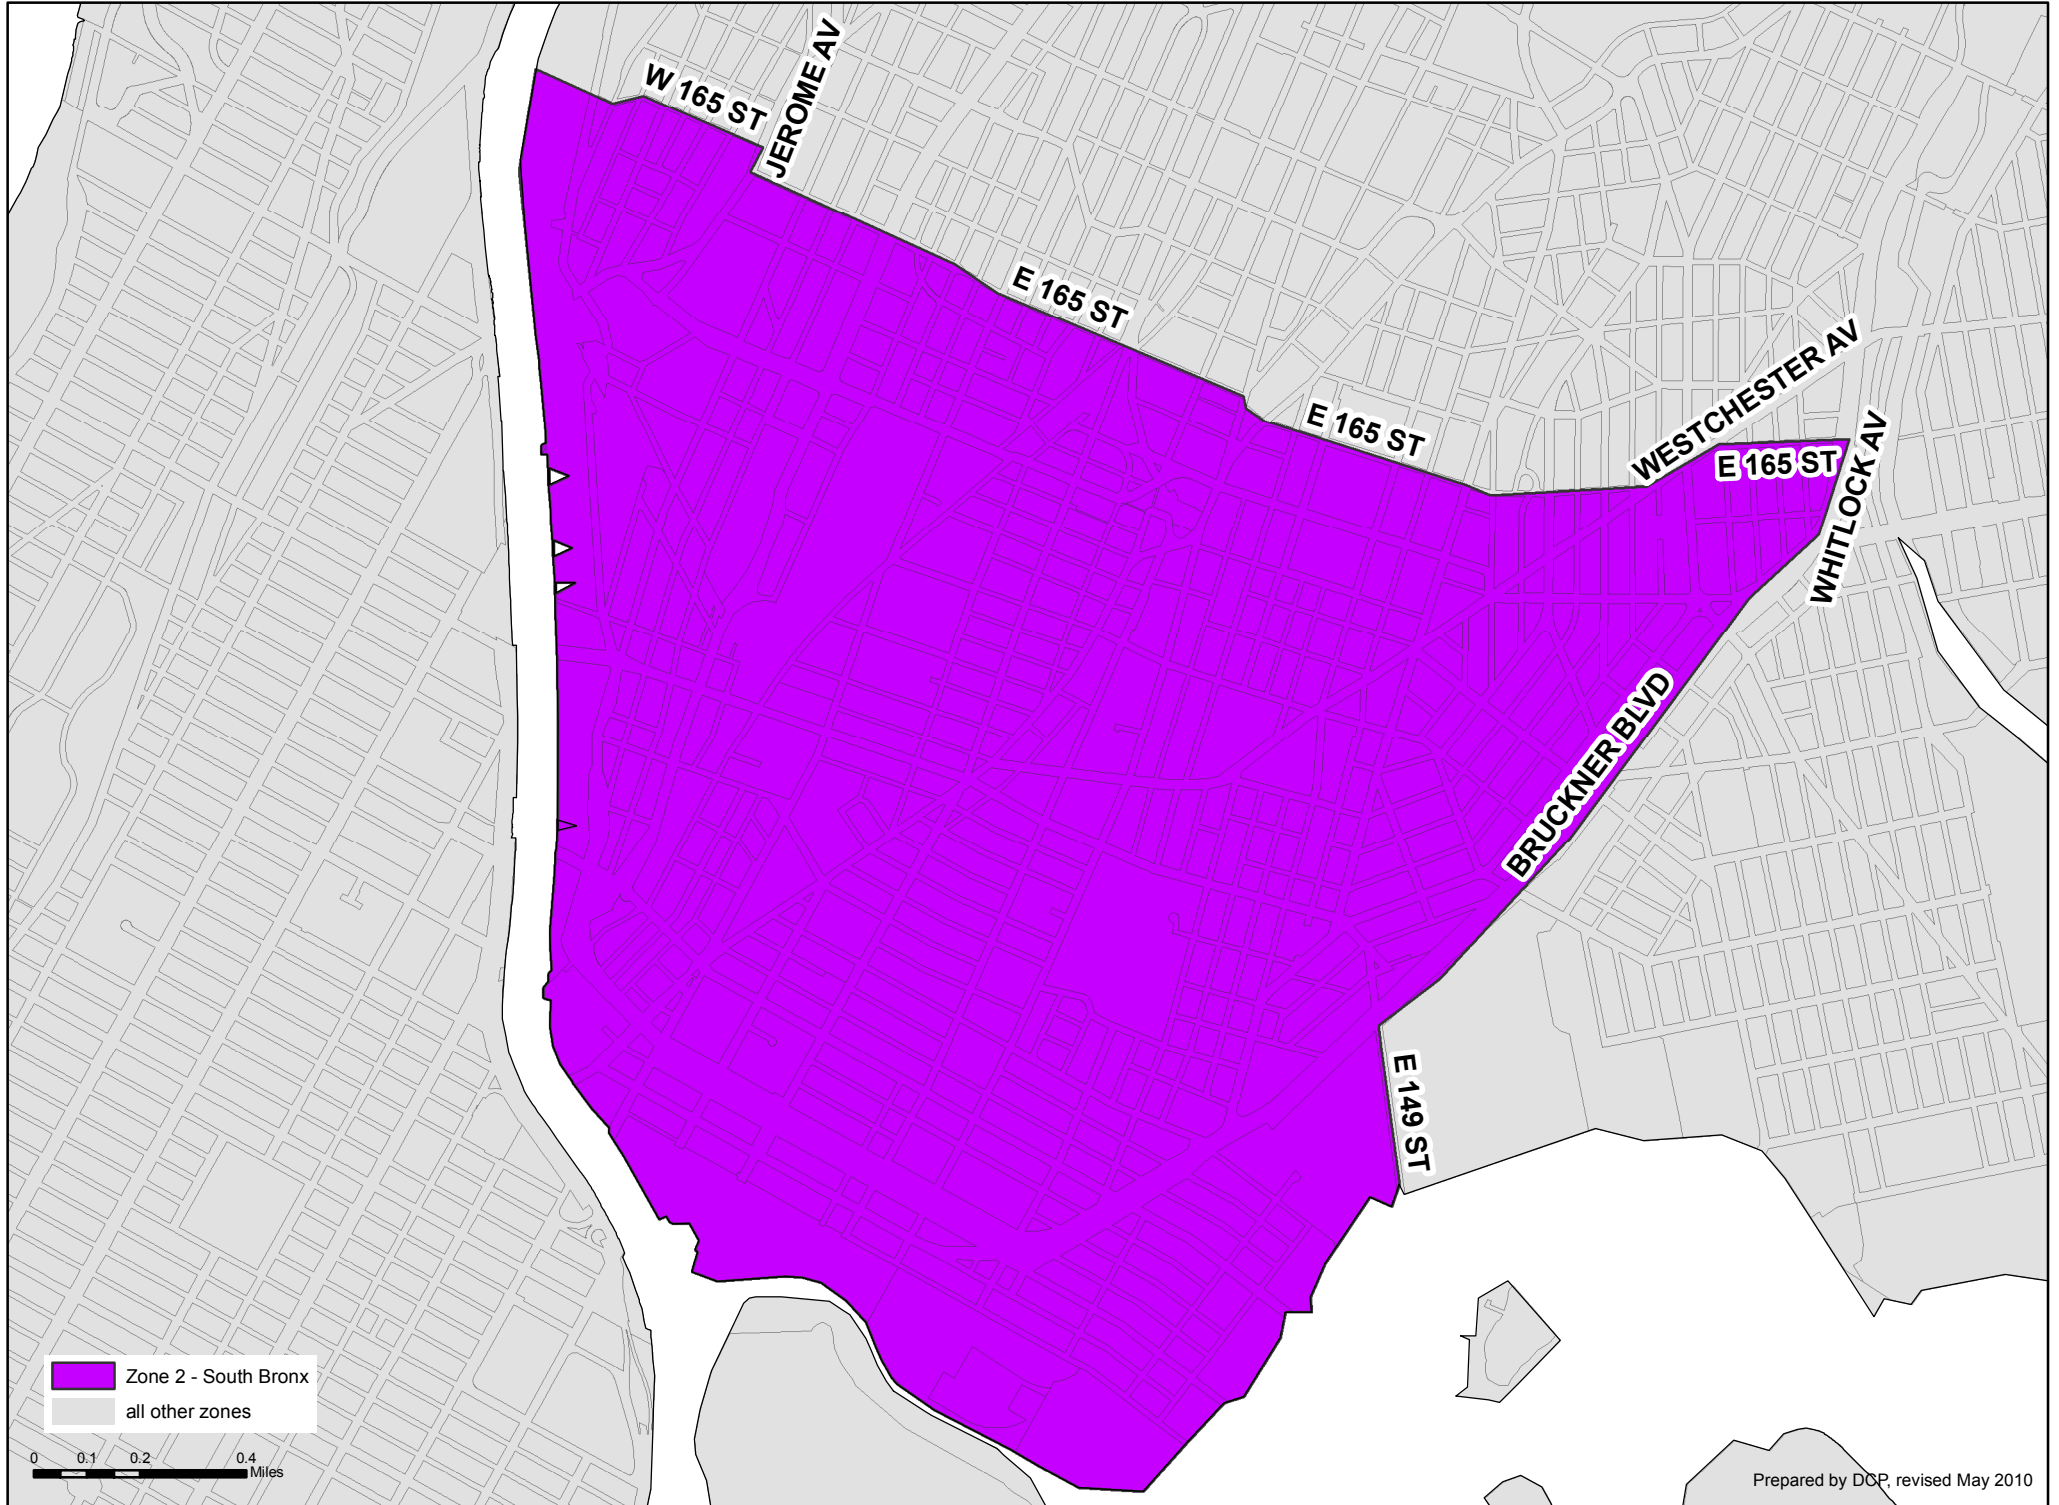 W 165 ST
JEROME AV
E 165 ST
E 165 ST
WESTCHESTER AV
E 165 ST
WHITLOCK AV
BRUCKNER BLVD
E 149 ST
Zone 2 - South Bronx
all other zones
0 0.1 0.2 0.4
Miles
Prepared by DCP, revised May 2010